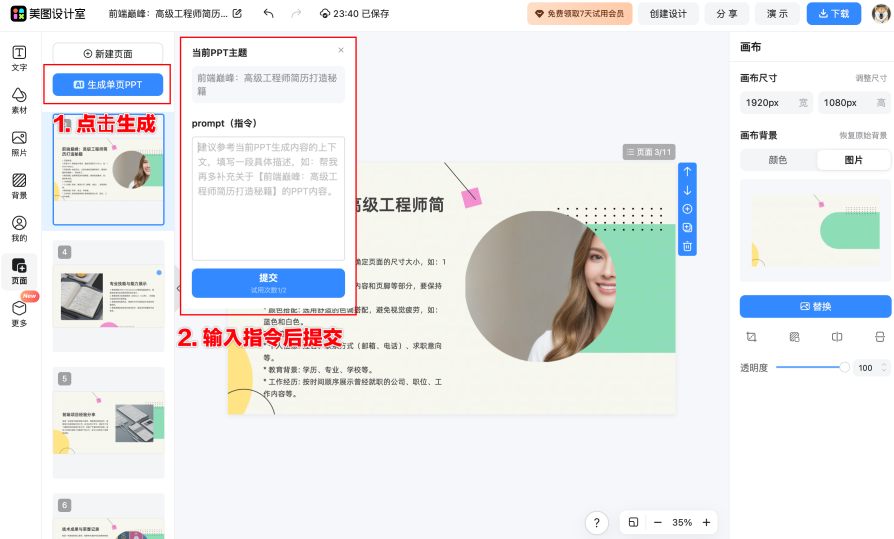 美图设计室
前端巅峰：高级工程师简历...
23:40 已保存
免费领取7天试用会员
创建设计
分享
演示
下载
文字
素材
照片
背景
我的
页面
New
更多
新建页面
AI 生成单页PPT
1. 点击生成
4
专业技能与能力展示
5
前端项目经验分享
6
技术成果与荣誉记录
当前PPT主题
前端巅峰：高级工程师简历打造秘
籍
prompt（指令）
建议参考当前PPT生成内容的上下
文，填写一段具体描述，如：帮我
再多补充关于【前端巅峰：高级工
程师简历打造秘籍】的PPT内容。
提交
试用次数1/2
2. 输入指令后提交
页面 3/11
高级工程师简
确定页面的尺寸大小，如：1
内容和页脚等部分，要保持
* 颜色搭配: 选用舒适的色调搭配，避免视觉疲劳，如：
蓝色和白色。
方式（邮箱、电话）、求职意向
等。
* 教育背景: 学历、专业、学校等。
* 工作经历: 按时间顺序展示曾经就职的公司、职位、工
作内容等。
?
35%
画布
画布尺寸
调整尺寸
1920px 宽
1080px 高
画布背景
恢复原始背景
颜色
图片
替换
透明度
100